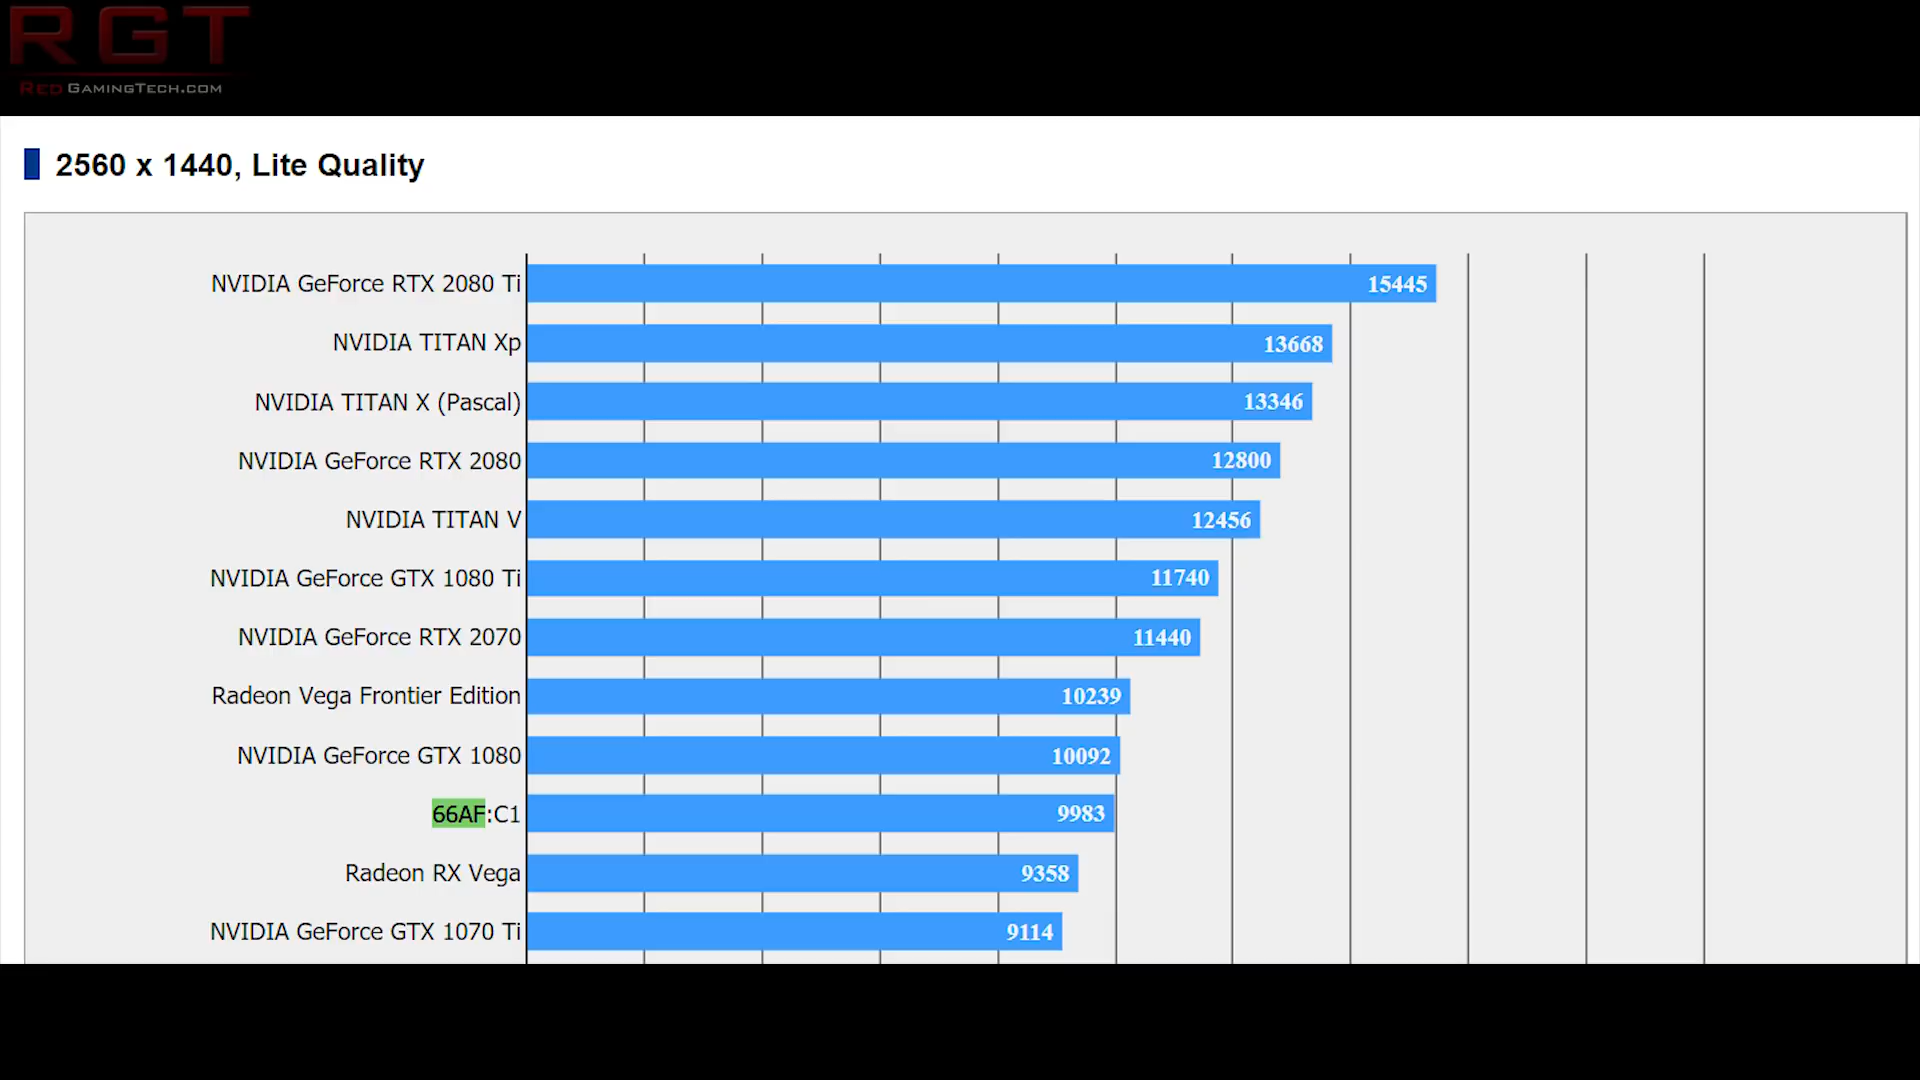 RGT
RedGamingTech.com
2560 x 1440, Lite Quality
NVIDIA GeForce RTX 2080 Ti 15445
NVIDIA TITAN Xp 13668
NVIDIA TITAN X (Pascal) 13346
NVIDIA GeForce RTX 2080 12800
NVIDIA TITAN V 12456
NVIDIA GeForce GTX 1080 Ti 11740
NVIDIA GeForce RTX 2070 11440
Radeon Vega Frontier Edition 10239
NVIDIA GeForce GTX 1080 10092
66AF:C1 9983
Radeon RX Vega 9358
NVIDIA GeForce GTX 1070 Ti 9114